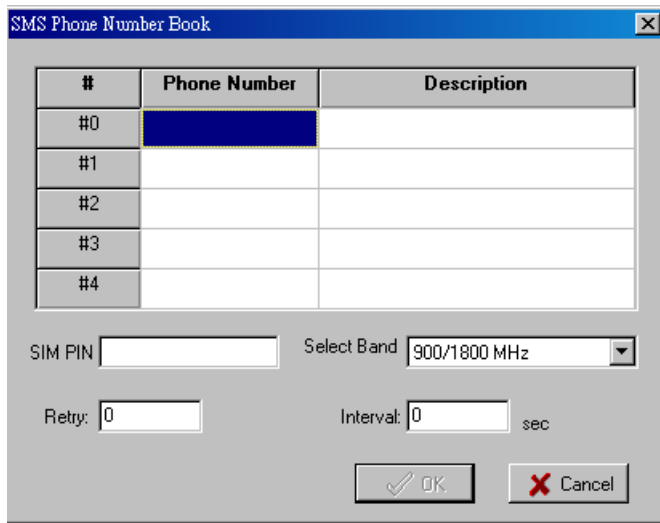 SMS Phone Number Book
# Phone Number Description
#0
#1
#2
#3
#4
SIM PIN Select Band 900/1800 MHz
Retry: 0 Interval: 0 sec
OK Cancel